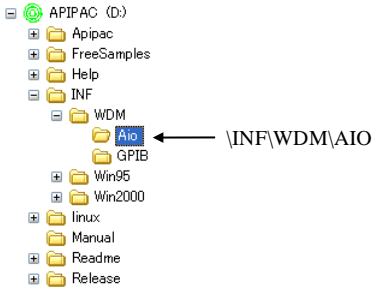 APIPAC (D:)
Apipac
FreeSamples
Help
INF
WDM
Aio
\INF\WDM\AIO
GPIB
Win95
Win2000
linux
Manual
Readme
Release